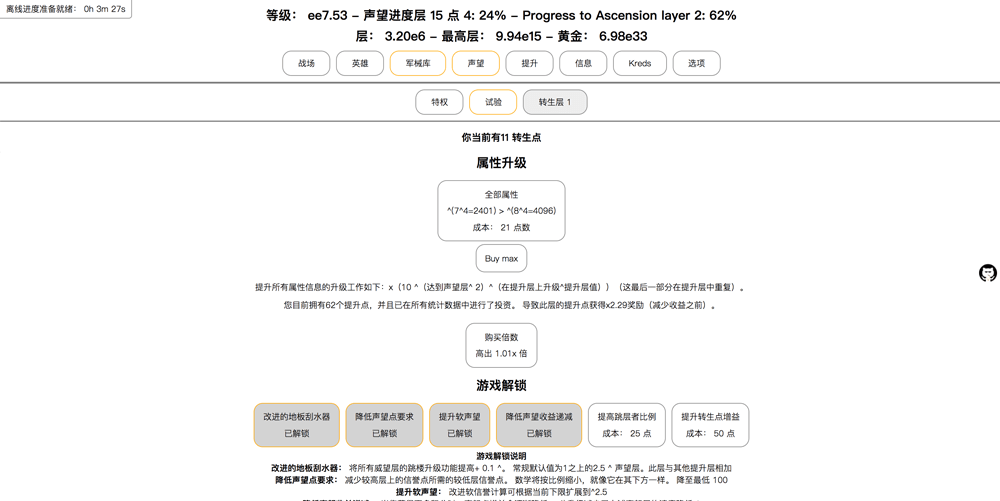 离线进度准备就绪： 0h 3m 27s
等级： ee7.53 – 声望进度层 15 点 4: 24% – Progress to Ascension layer 2: 62%
层： 3.20e6 – 最高层： 9.94e15 – 黄金： 6.98e33
战场 英雄 军械库 声望 提升 信息 Kreds 选项
特权 试验 转生层 1
你当前有11 转生点
属性升级
全部属性
^(7^4=2401) > ^(8^4=4096)
成本： 21 点数
Buy max
提升所有属性信息的升级工作如下：x（10 ^（达到声望层^ 2）^（在提升层上升级^提升层值））（这最后一部分在提升层中重复）。
您目前拥有62个提升点，并且已在所有统计数据中进行了投资。 导致此层的提升点获得x2.29奖励（减少收益之前）。
购买倍数
高出 1.01x 倍
游戏解锁
改进的地板刮水器 降低声望点要求 提升软声望 降低声望收益递减 提高跳层者比例 提升转生点增益
已解锁 已解锁 已解锁 已解锁 成本： 25 点 成本： 50 点
游戏解锁说明
改进的地板刮水器： 将所有威望层的跳楼升级功能提高+ 0.1 ^。 常规默认值为1之上的2.5 ^ 声望层。此层与其他提升层相加
降低声望点要求： 减少较高层上的信誉点所需的较低层信誉点。 数学将按比例缩小，就像它在其下方一样。 降至最低 100
提升软声望： 改进软信誉计算可根据当前下限扩展到^2.5